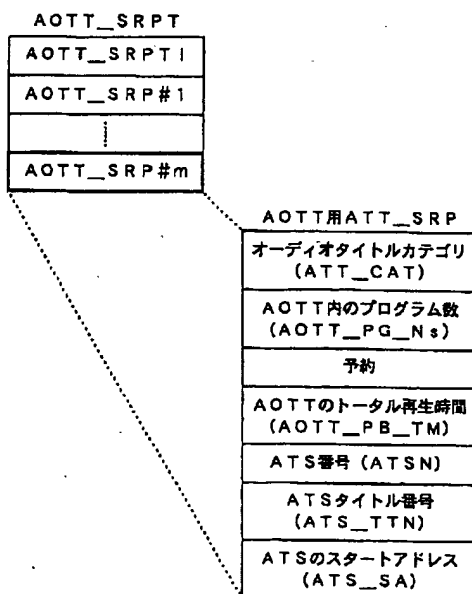 AOTT_SRPT
AOTT_SRPTI
AOTT_SRP#1
AOTT_SRP#m
AOTT用ATT_SRP
オーディオタイトルカテゴリ
(ATT_CAT)
AOTT内のプログラム数
(AOTT_PG_Ns)
予約
AOTTのトータル再生時間
(AOTT_PB_TM)
ATS番号(ATSN)
ATSタイトル番号
(ATS_TTN)
ATSのスタートアドレス
(ATS_SA)